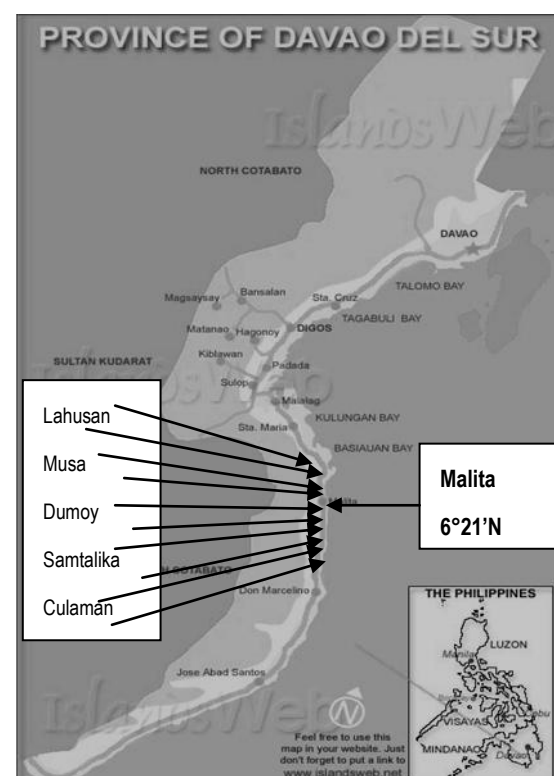 PROVINCE OF DAVAO DEL SUR
IslandsWeb
NORTH COTABATO
DAVAO
TALOMO BAY
Bansalan
Magsaysay
Sta. Cruz
TAGABULI BAY
DIGOS
Matanao
Hagonoy
Kiblawan
SULTAN KUDARAT
Padada
Sulop
Malalag
KULUNGAN BAY
Sta. Maria
BASIAUAN BAY
Lahusan
Musa
Dumoy
Samtalika
Culaman
Malita
Malita
6°21'N
COTABATO
Don Marcelino
Jose Abad Santos
IslandsWeb
N
Feel free to use this
map in your website. Just
don't forget to put a link to
www.islandsweb.net
THE PHILIPPINES
LUZON
Manila
VISAYAS
MINDANAO
Davao